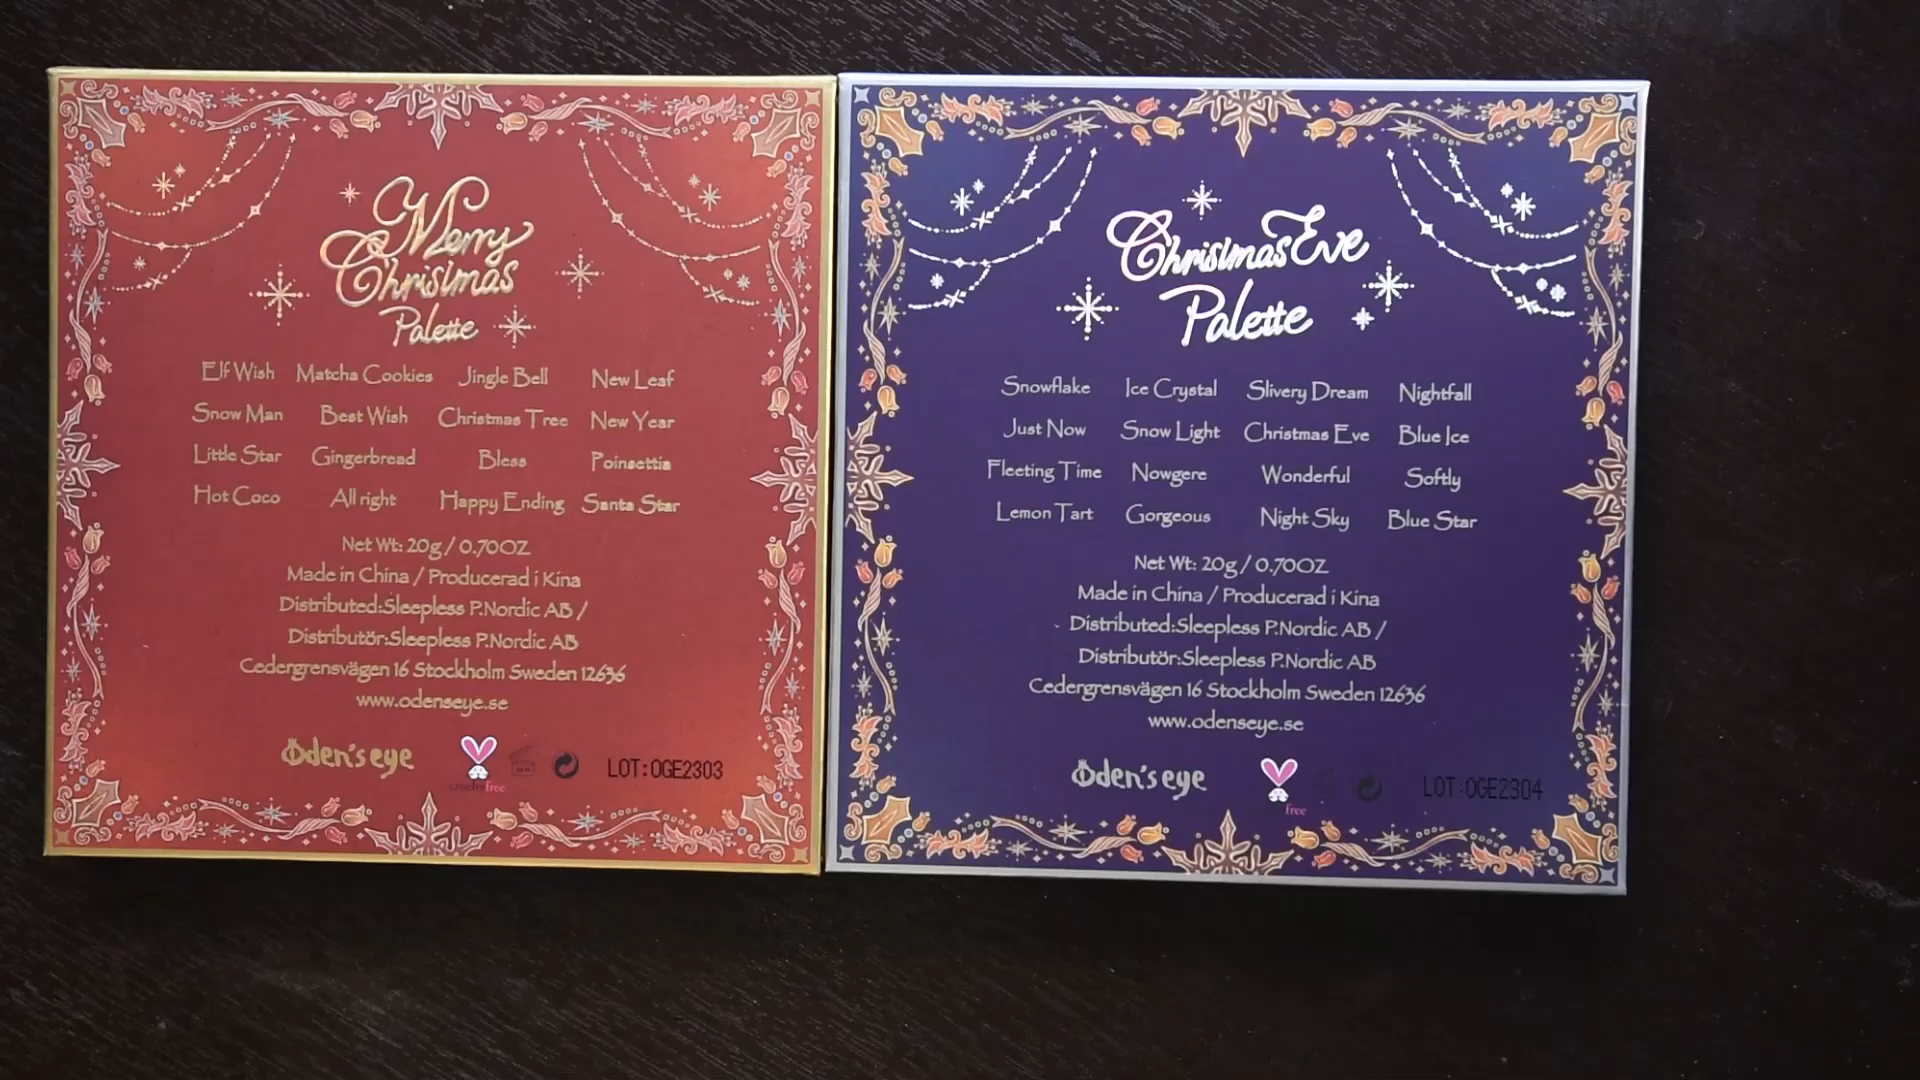 Merry
Christmas
Palette
Elf Wish Matcha Cookies Jingle Bell New Leaf
Snow Man Best Wish Christmas Tree New Year
Little Star Gingerbread Bless Poinsettia
Hot Coco All right Happy Ending Santa Star
Net Wt: 20g / 0.70OZ
Made in China / Producerad i Kina
Distributed:Sleepless P.Nordic AB /
Distributör:Sleepless P.Nordic AB
Cedergrensvägen 16 Stockholm Sweden 12636
www.odenseye.se
Oden's eye
crueltyfree
LOT:OGE2303
Christmas Eve
Palette
Snowflake Ice Crystal Slivery Dream Nightfall
Just Now Snow Light Christmas Eve Blue Ice
Fleeting Time Nowgere Wonderful Softly
Lemon Tart Gorgeous Night Sky Blue Star
Net Wt: 20g / 0.70OZ
Made in China / Producerad i Kina
Distributed:Sleepless P.Nordic AB /
Distributör:Sleepless P.Nordic AB
Cedergrensvägen 16 Stockholm Sweden 12636
www.odenseye.se
Oden's eye
free
LOT:OGE2304